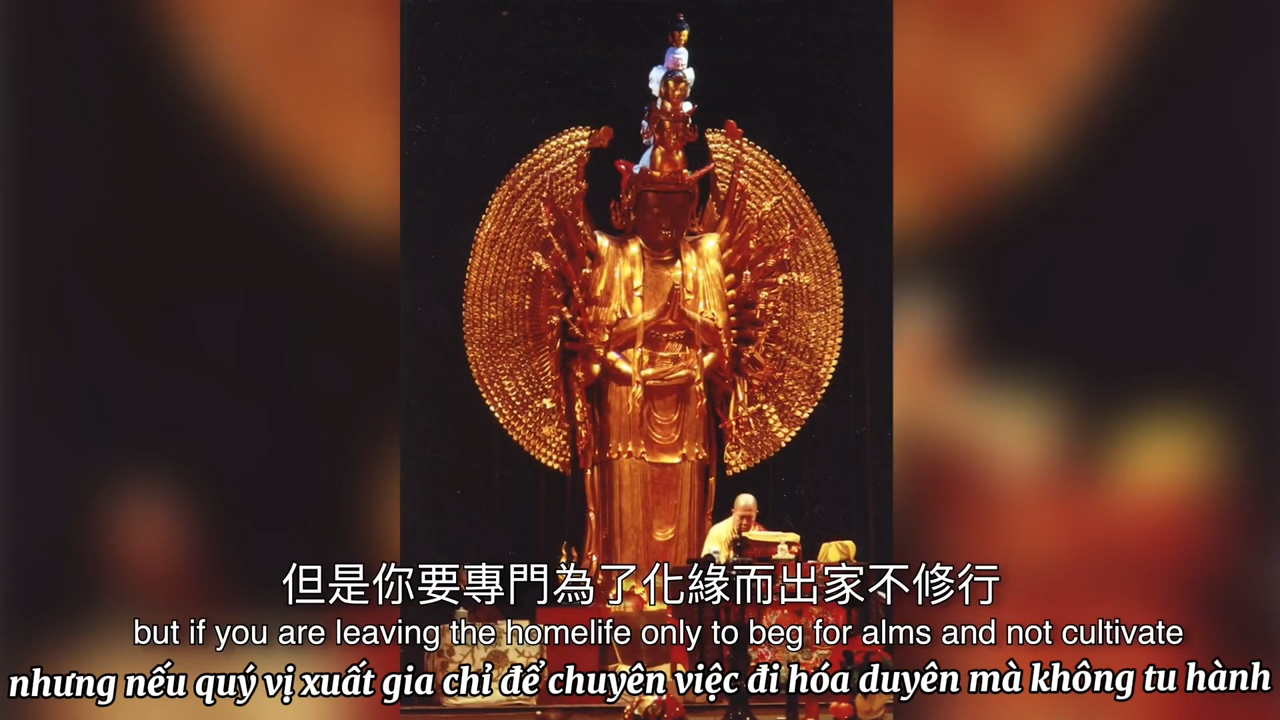 但是你要專門為了化緣而出家不修行
but if you are leaving the homelife only to beg for alms and not cultivate
nhưng nếu quý vị xuất gia chỉ để chuyên việc đi hóa duyên mà không tu hành